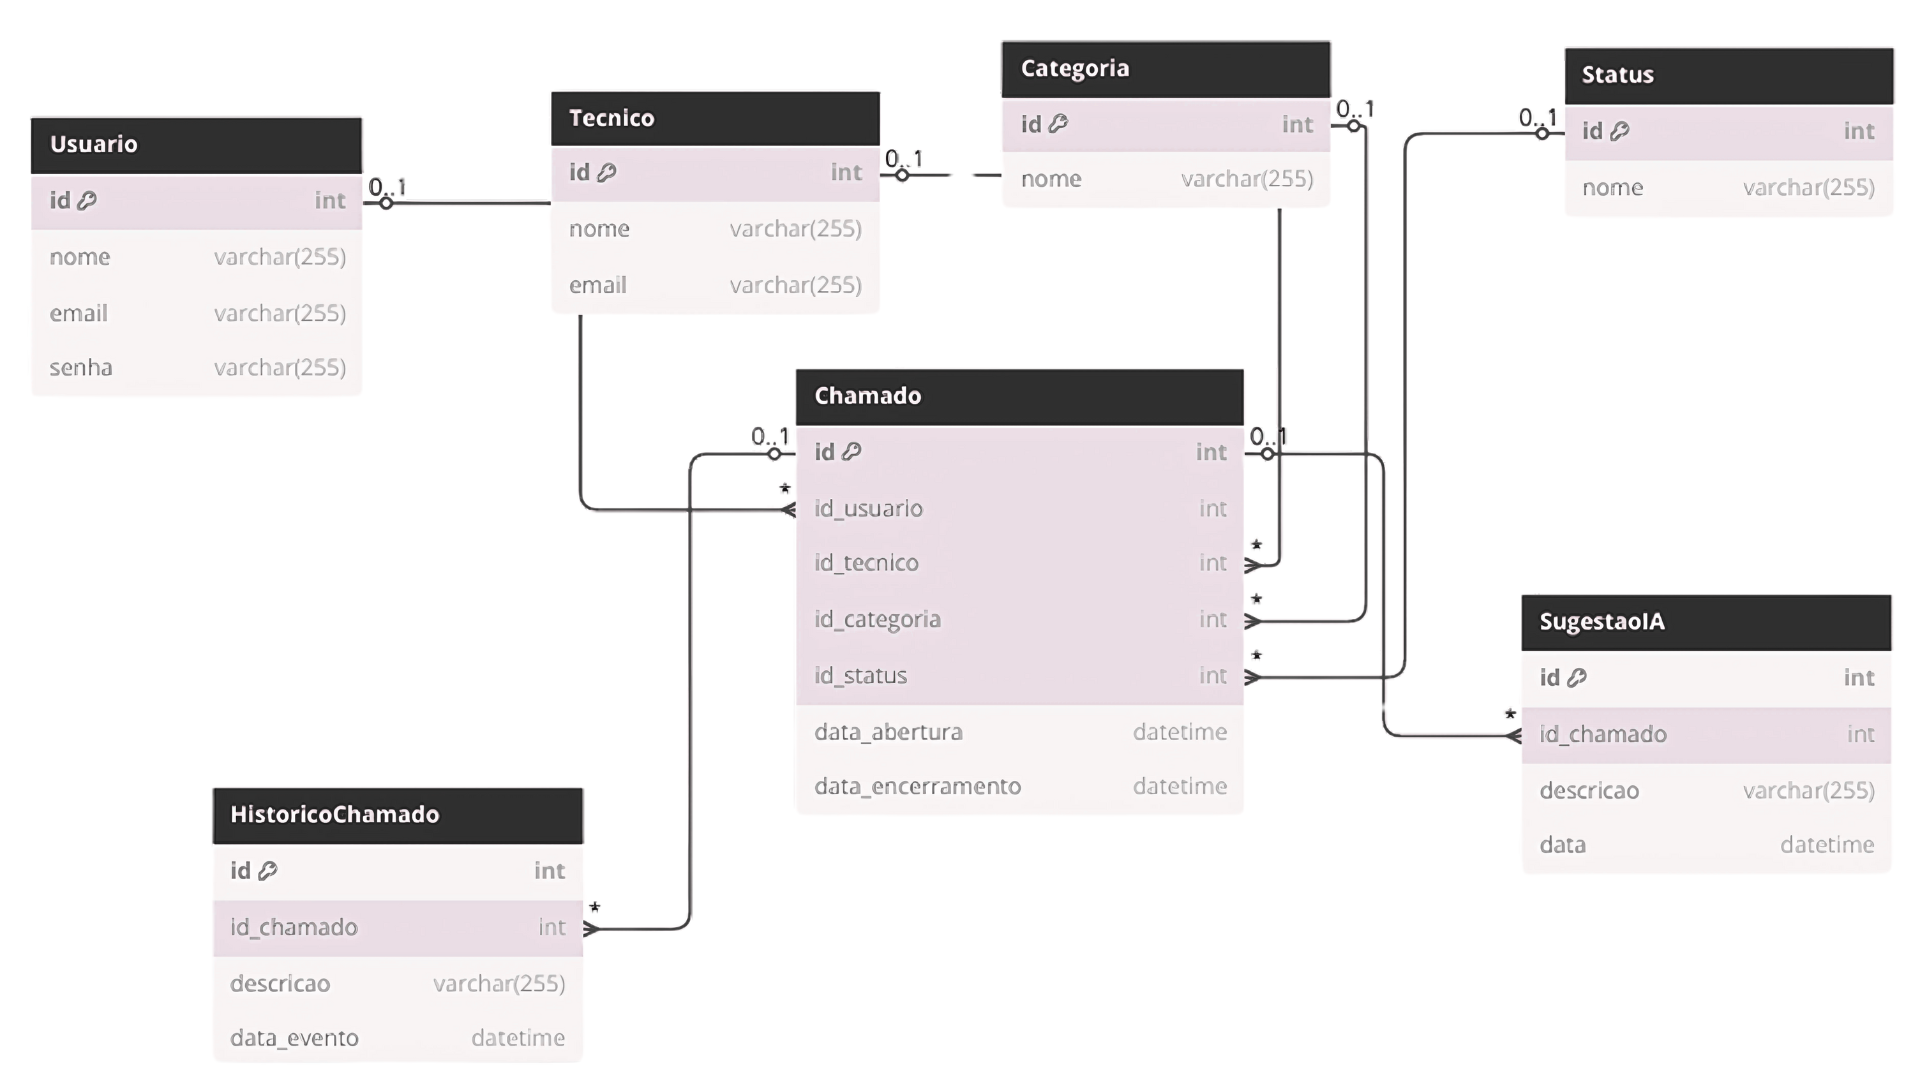 Usuario
id int
nome varchar(255)
email varchar(255)
senha varchar(255)
0..1
Tecnico
id int
nome varchar(255)
email varchar(255)
0..1
Categoria
id int
nome varchar(255)
0..1
Status
id int
nome varchar(255)
0..1
Chamado
0..1
id int
0..1
*
id_usuario int
id_tecnico int
*
id_categoria int
*
id_status int
*
data_abertura datetime
data_encerramento datetime
HistoricoChamado
id int
id_chamado int
*
descricao varchar(255)
data_evento datetime
SugestaoIA
id int
*
id_chamado int
descricao varchar(255)
data datetime